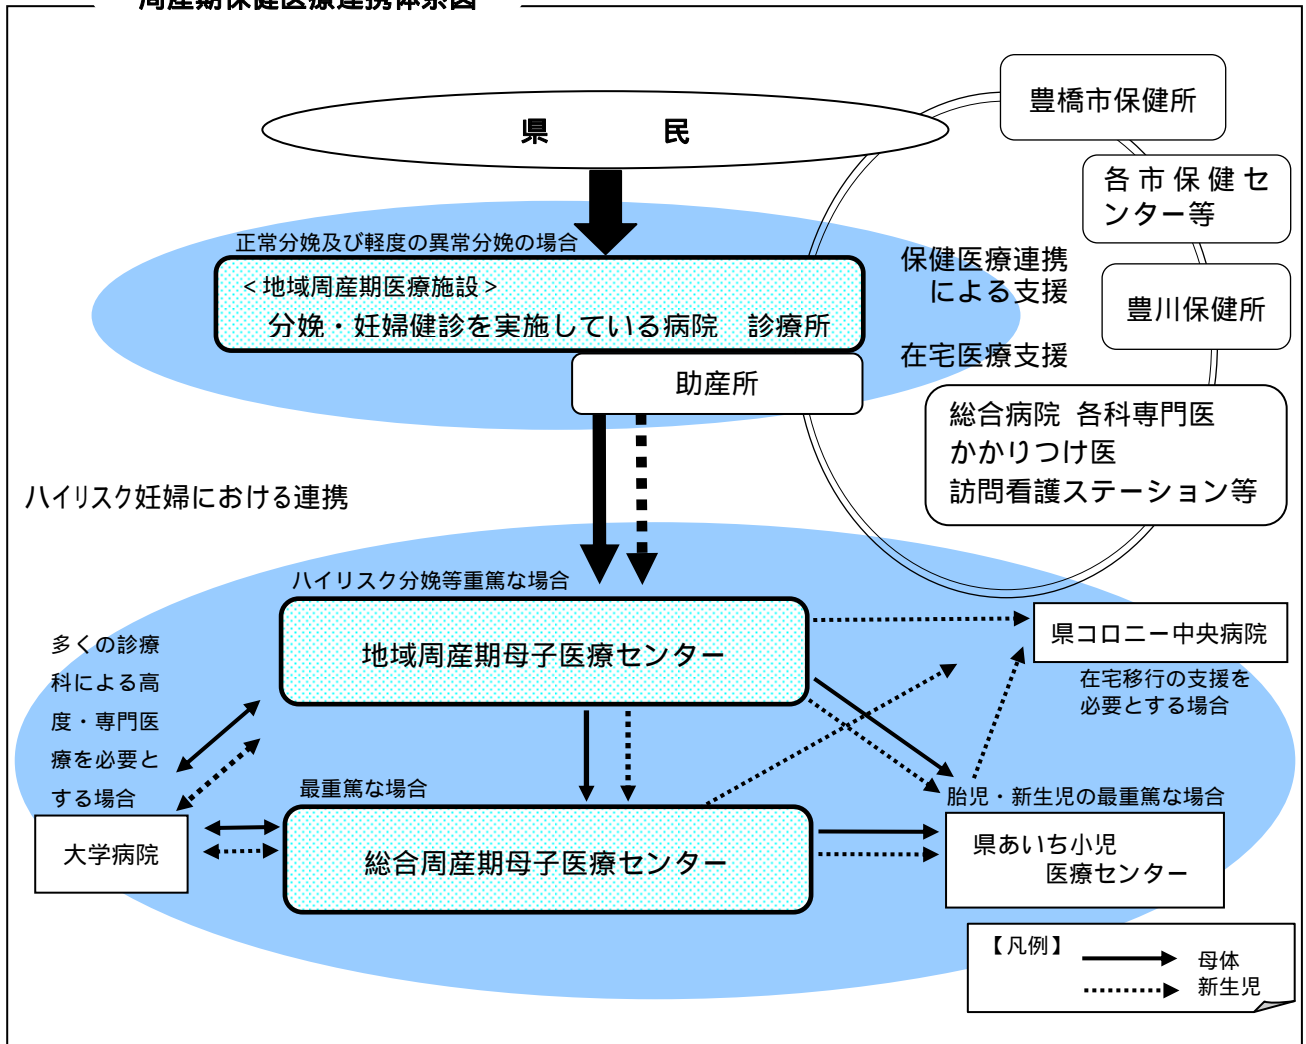 周産期保健医療連携体系図
県　　　民
豊橋市保健所
各市保健セ
ンター等
豊川保健所
正常分娩及び軽度の異常分娩の場合
＜地域周産期医療施設＞
分娩・妊婦健診を実施している病院　診療所
助産所
保健医療連携
による支援
在宅医療支援
総合病院 各科専門医
かかりつけ医
訪問看護ステーション等
ハイリスク妊婦における連携
ハイリスク分娩等重篤な場合
地域周産期母子医療センター
県コロニー中央病院
在宅移行の支援を
必要とする場合
多くの診療
科による高
度・専門医
療を必要と
する場合
大学病院
最重篤な場合
総合周産期母子医療センター
胎児・新生児の最重篤な場合
県あいち小児
医療センター
【凡例】
母体
新生児